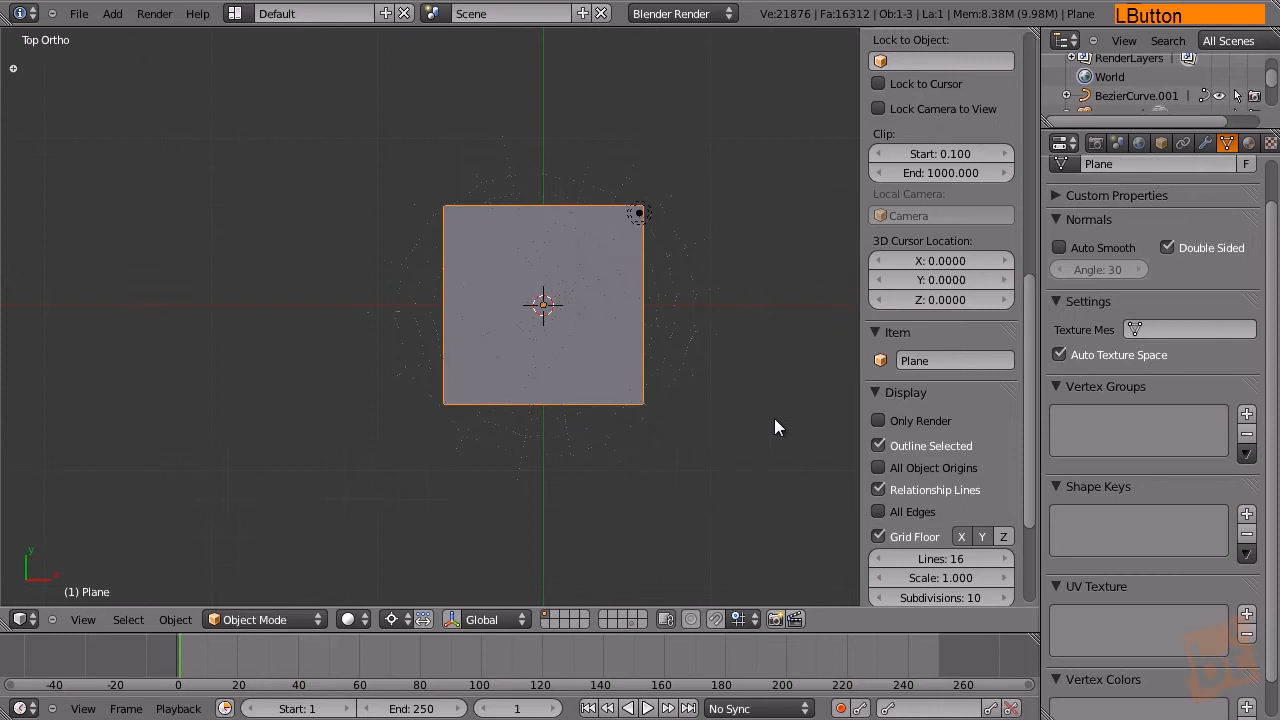 File Add Render Help Default Scene Blender Render Ve:21876 | Fa:16312 | Ob:1-3 | La:1 | Mem:8.38M (9.98M) | Plane LButton
Top Ortho
Lock to Object:
Lock to Cursor
Lock Camera to View
Clip:
Start: 0.100
End: 1000.000
Local Camera:
Camera
3D Cursor Location:
X: 0.0000
Y: 0.0000
Z: 0.0000
Item
Plane
Display
Only Render
Outline Selected
All Object Origins
Relationship Lines
All Edges
Grid Floor X Y Z
Lines: 16
Scale: 1.000
Subdivisions: 10
View Search All Scenes
RenderLayers
World
BezierCurve.001
Plane F
Custom Properties
Normals
Auto Smooth Double Sided
Angle: 30
Settings
Texture Mes
Auto Texture Space
Vertex Groups
Shape Keys
UV Texture
Vertex Colors
y
x
(1) Plane
View Select Object Object Mode Global
-40 -20 0 20 40 60 80 100 120 140 160 180 200 220 240 260
View Frame Playback Start: 1 End: 250 1 No Sync